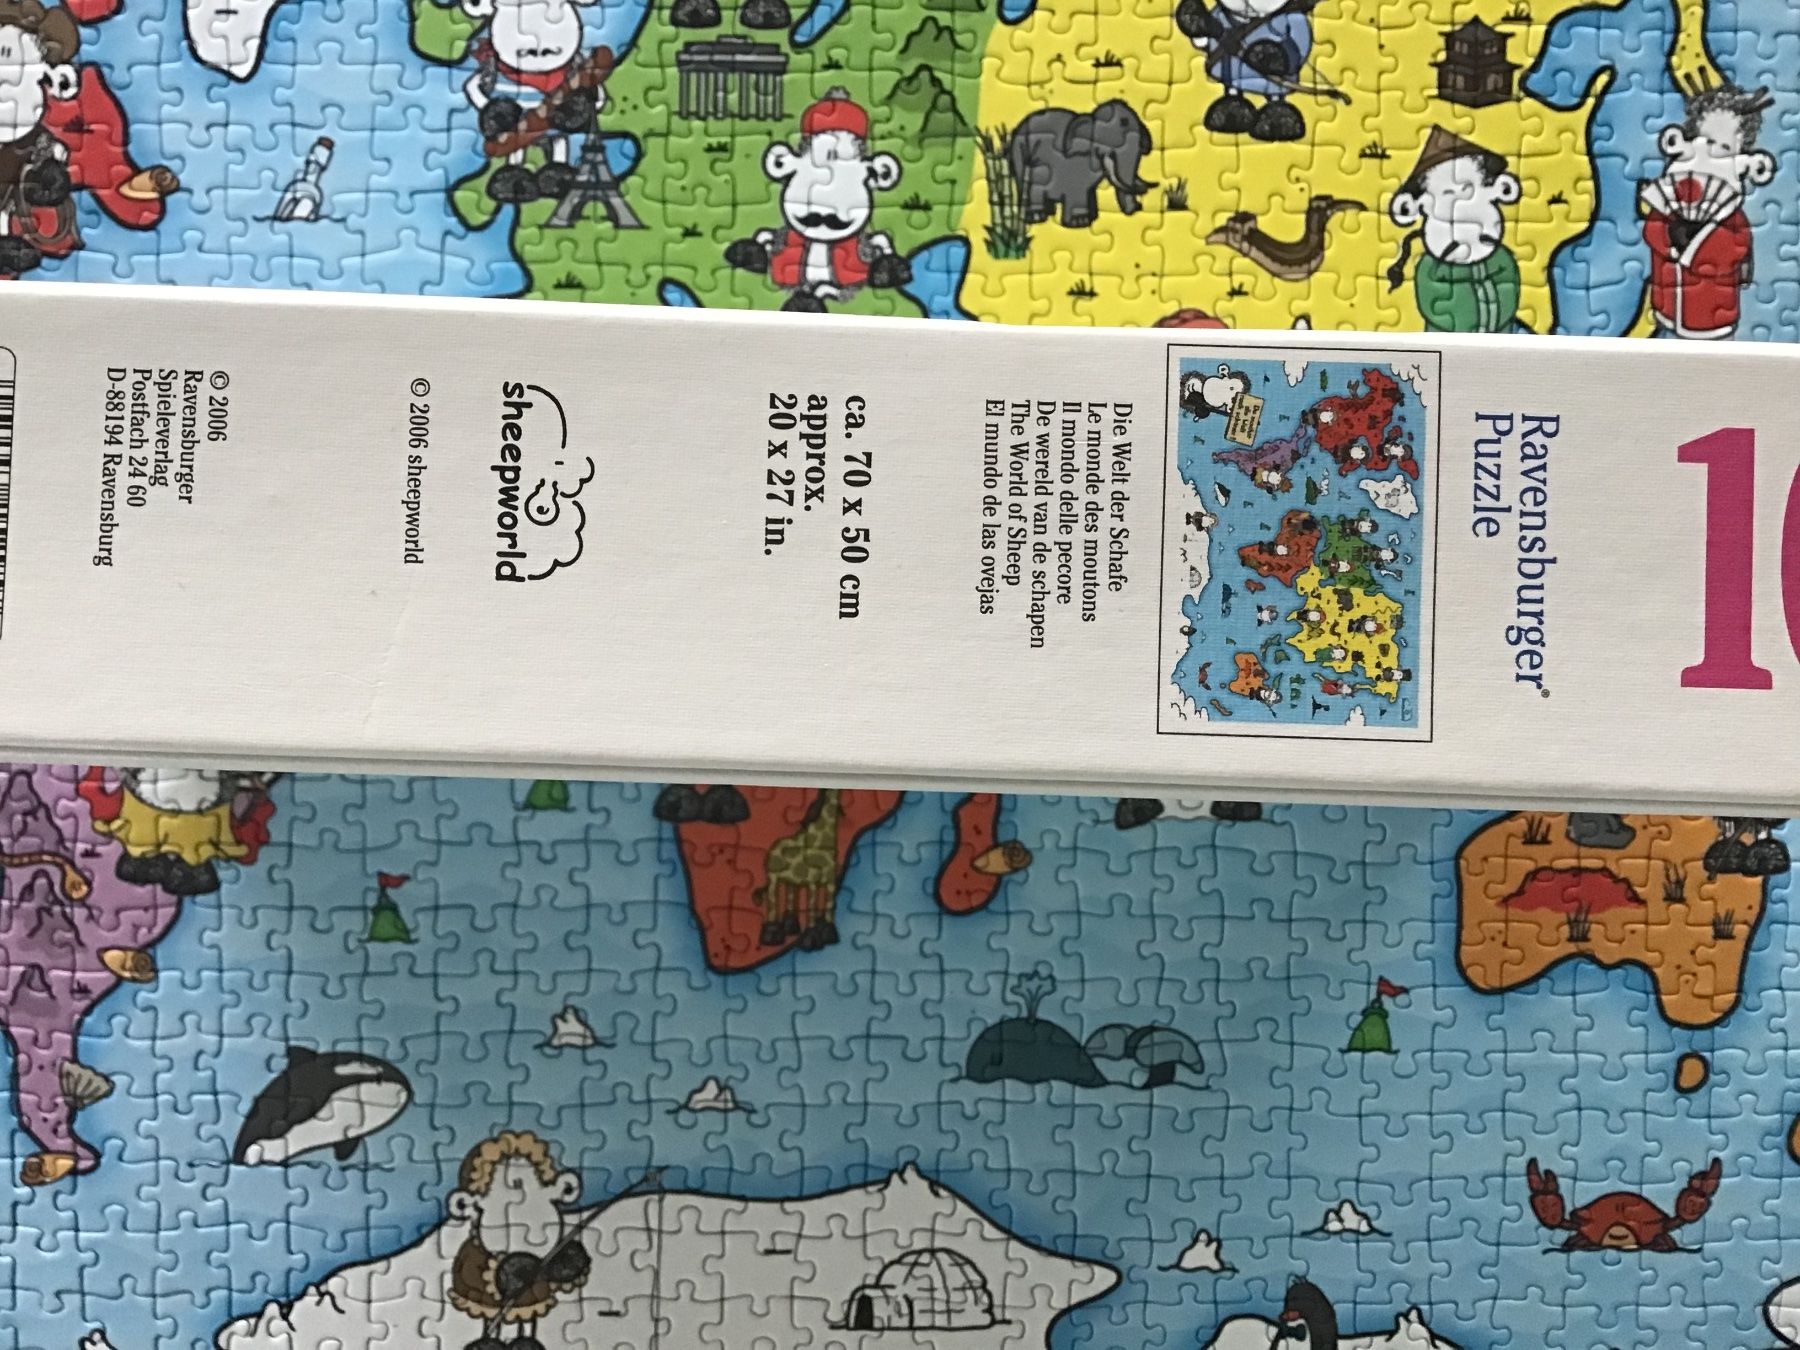 10
Ravensburger®
Puzzle
Die Welt der Schafe
Le monde des moutons
Il mondo delle pecore
De wereld van de schapen
The World of Sheep
El mundo de las ovejas
ca. 70 x 50 cm
approx.
20 x 27 in.
sheepworld
© 2006 sheepworld
© 2006
Ravensburger
Spieleverlag
Postfach 24 60
D-88194 Ravensburg